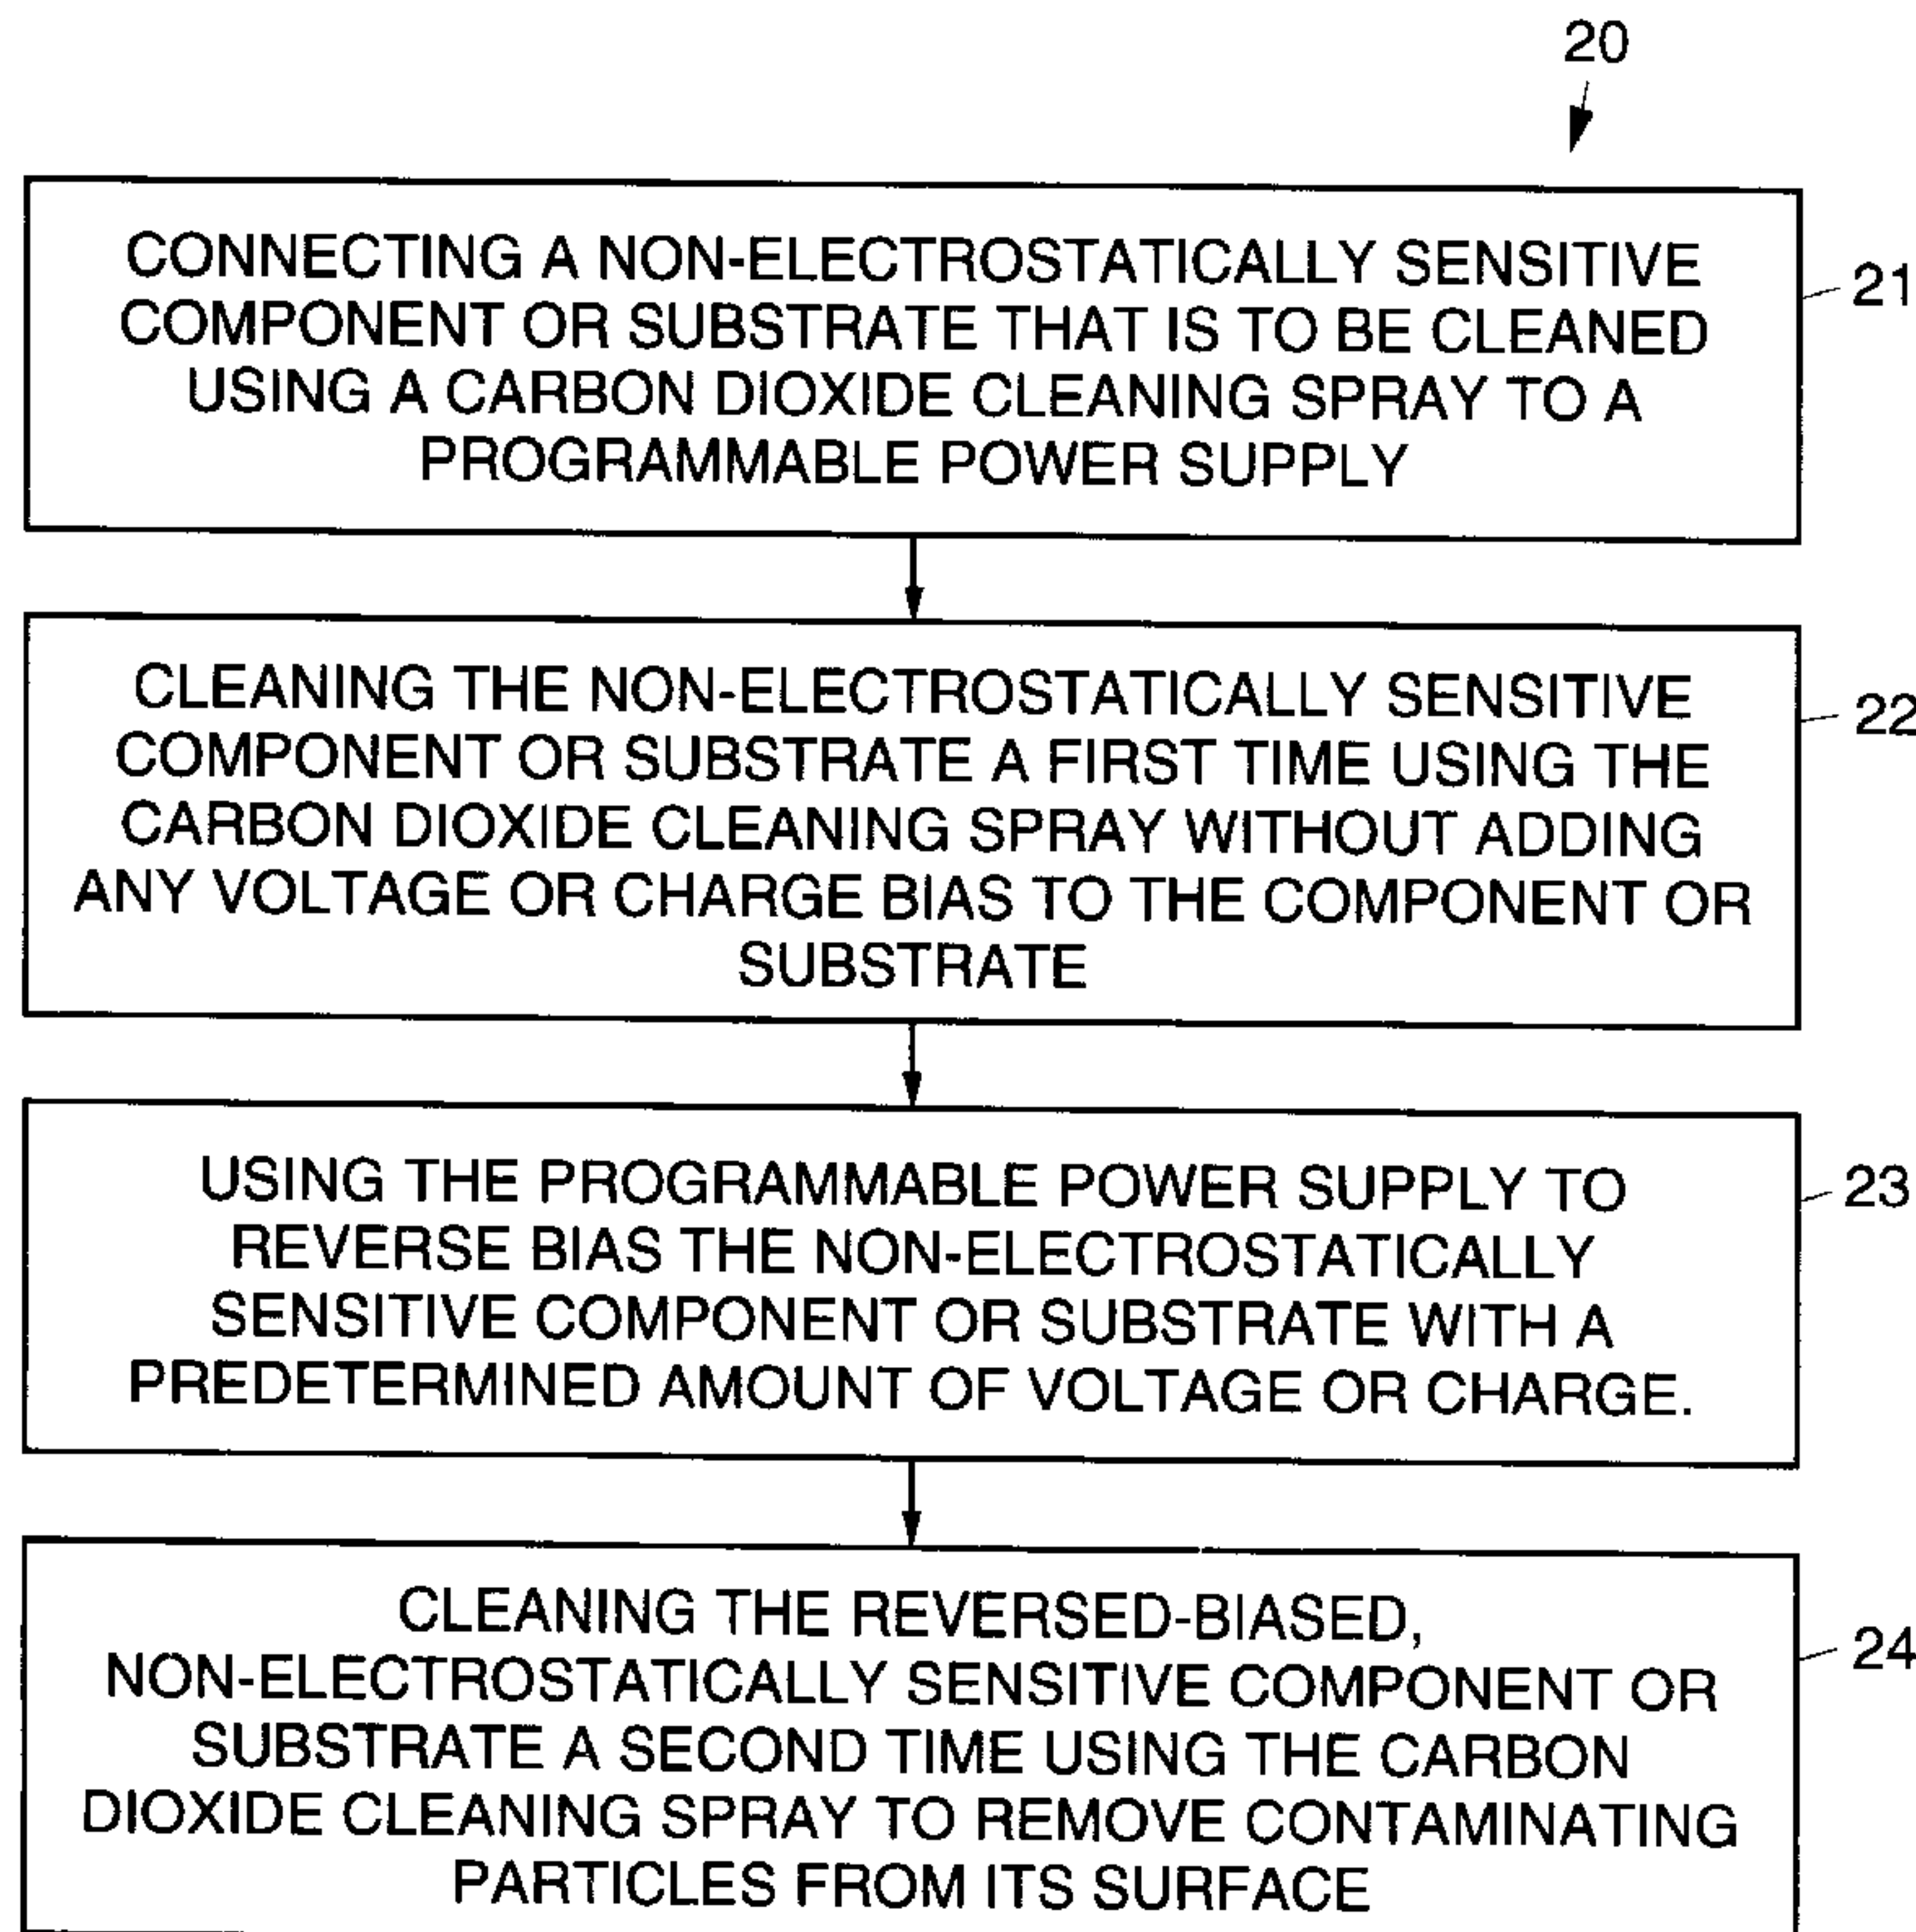 20
CONNECTING A NON-ELECTROSTATICALLY SENSITIVE
COMPONENT OR SUBSTRATE THAT IS TO BE CLEANED
USING A CARBON DIOXIDE CLEANING SPRAY TO A
PROGRAMMABLE POWER SUPPLY
21
CLEANING THE NON-ELECTROSTATICALLY SENSITIVE
COMPONENT OR SUBSTRATE A FIRST TIME USING THE
CARBON DIOXIDE CLEANING SPRAY WITHOUT ADDING
ANY VOLTAGE OR CHARGE BIAS TO THE COMPONENT OR
SUBSTRATE
22
USING THE PROGRAMMABLE POWER SUPPLY TO
REVERSE BIAS THE NON-ELECTROSTATICALLY
SENSITIVE COMPONENT OR SUBSTRATE WITH A
PREDETERMINED AMOUNT OF VOLTAGE OR CHARGE.
23
CLEANING THE REVERSED-BIASED,
NON-ELECTROSTATICALLY SENSITIVE COMPONENT OR
SUBSTRATE A SECOND TIME USING THE CARBON
DIOXIDE CLEANING SPRAY TO REMOVE CONTAMINATING
PARTICLES FROM ITS SURFACE
24